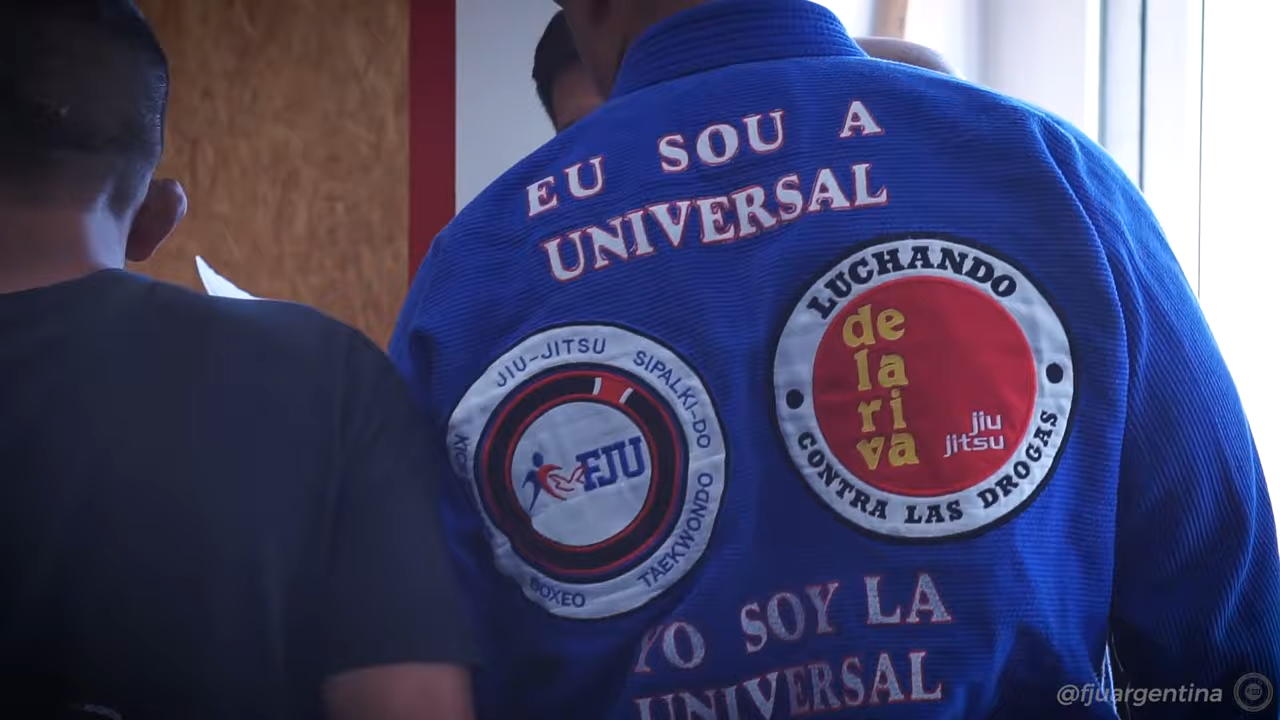 EU SOU A
UNIVERSAL
LUCHANDO
de
la
ri
va
jiu
jitsu
CONTRA LAS DROGAS
JIU-JITSU
SIPALKI-DO
TAEKWONDO
BOXEO
FJU
YO SOY LA
UNIVERSAL
@fjuargentina